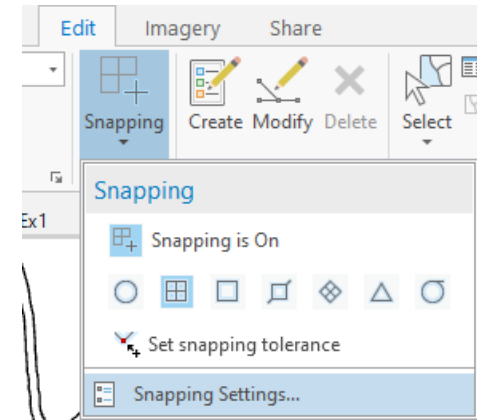 Edit Imagery Share
Snapping Create Modify Delete Select
Snapping
Ex1
Snapping is On
Set snapping tolerance
Snapping Settings...